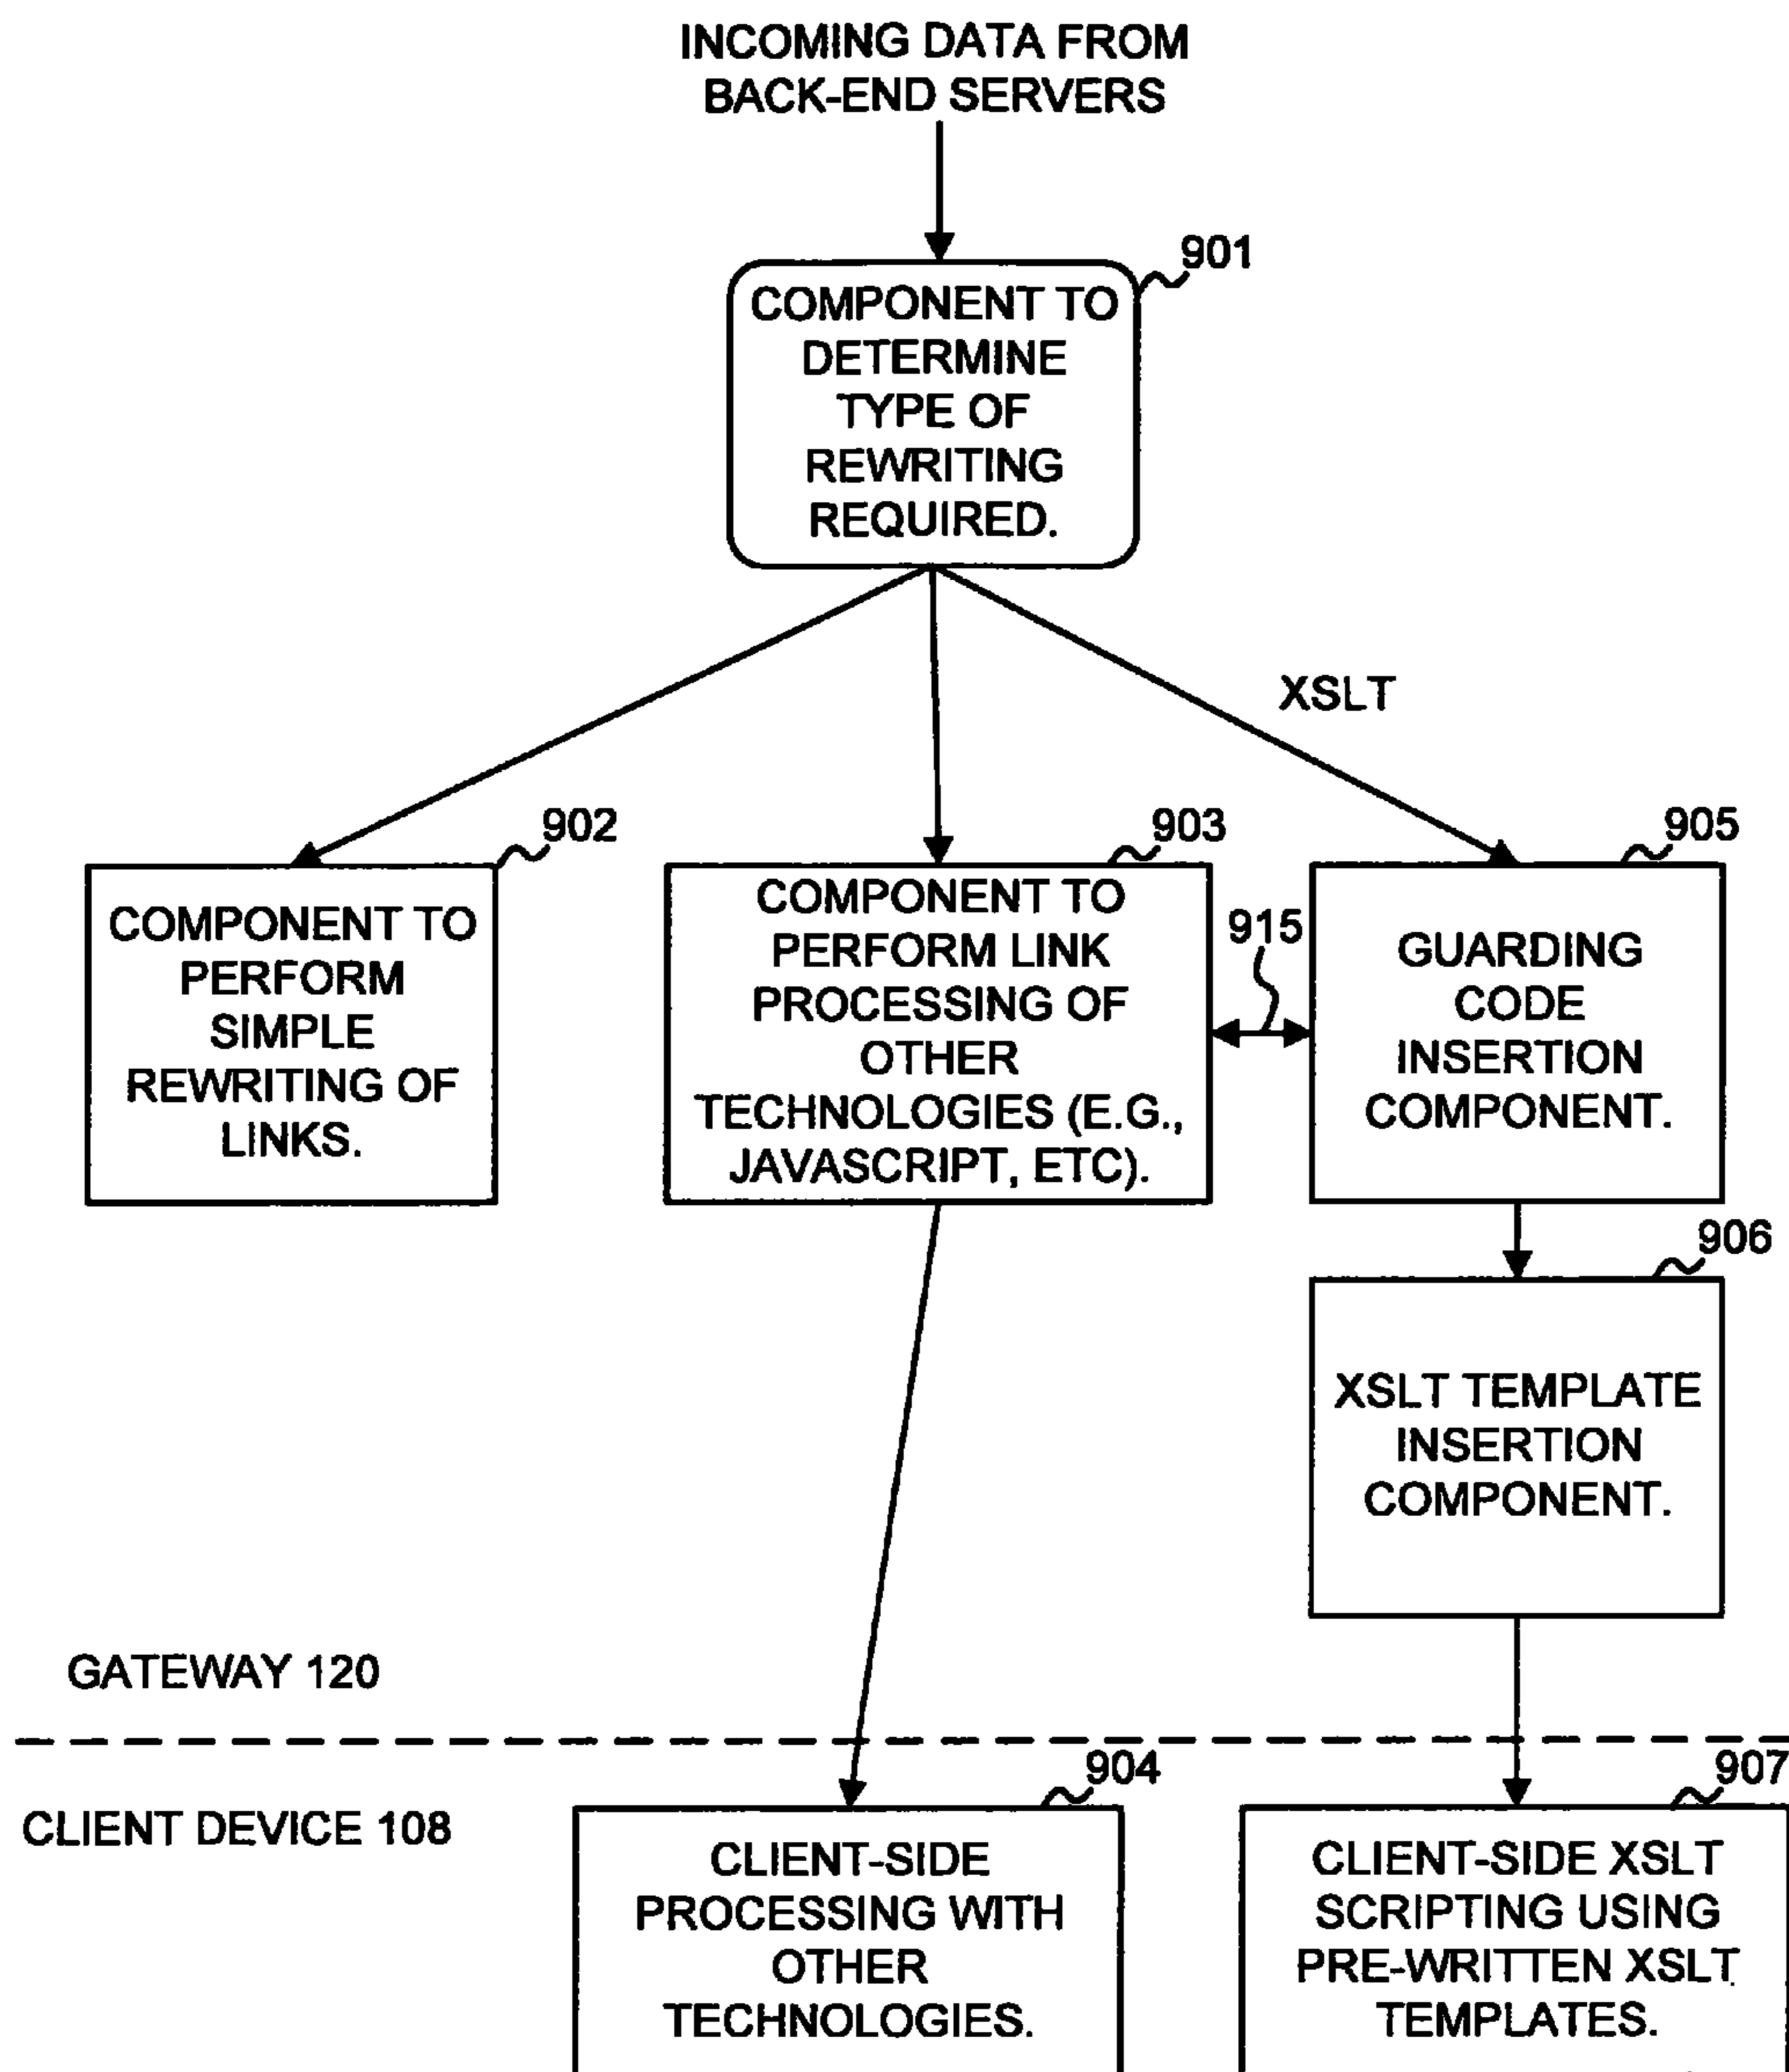 INCOMING DATA FROM
BACK-END SERVERS
901
COMPONENT TO
DETERMINE
TYPE OF
REWRITING
REQUIRED.
XSLT
902
COMPONENT TO
PERFORM
SIMPLE
REWRITING OF
LINKS.
903
COMPONENT TO
PERFORM LINK
PROCESSING OF
OTHER
TECHNOLOGIES (E.G.,
JAVASCRIPT, ETC).
915
905
GUARDING
CODE
INSERTION
COMPONENT.
906
XSLT TEMPLATE
INSERTION
COMPONENT.
GATEWAY 120
CLIENT DEVICE 108
904
CLIENT-SIDE
PROCESSING WITH
OTHER
TECHNOLOGIES.
907
CLIENT-SIDE XSLT
SCRIPTING USING
PRE-WRITTEN XSLT
TEMPLATES.